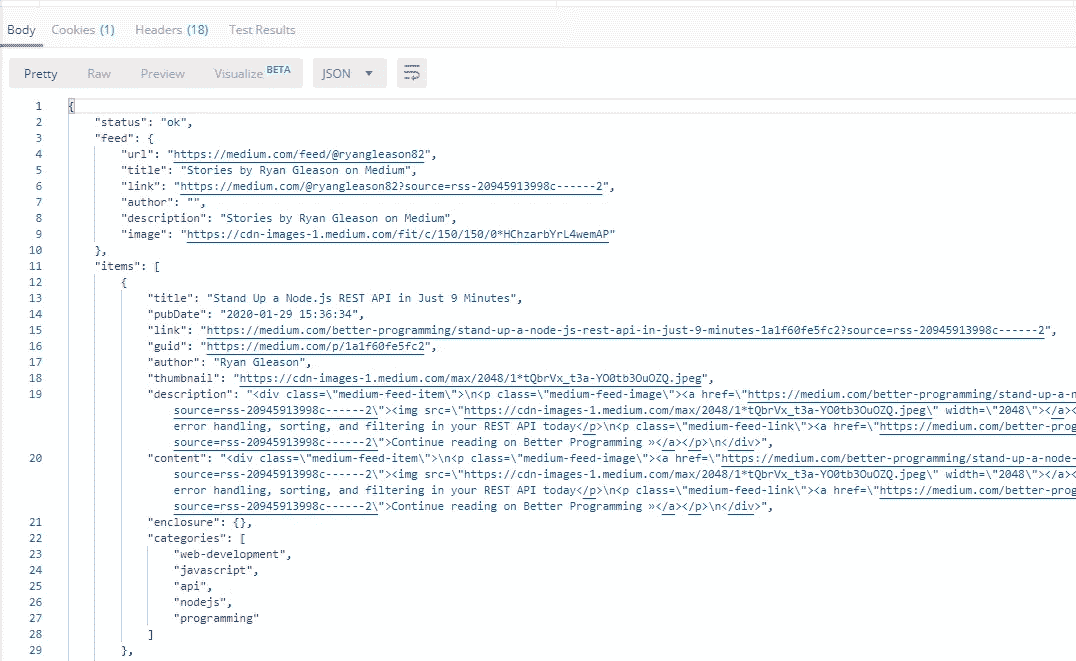 Body Cookies (1) Headers (18) Test Results
Pretty Raw Preview Visualize BETA JSON
1 {
2 "status": "ok",
3 "feed": {
4 "url": "https://medium.com/feed/@ryangleason82",
5 "title": "Stories by Ryan Gleason on Medium",
6 "link": "https://medium.com/@ryangleason82?source=rss-20945913998c------2",
7 "author": "",
8 "description": "Stories by Ryan Gleason on Medium",
9 "image": "https://cdn-images-1.medium.com/fit/c/150/150/0*HChzarbYrL4wemAP"
10 },
11 "items": [
12 {
13 "title": "Stand Up a Node.js REST API in Just 9 Minutes",
14 "pubDate": "2020-01-29 15:36:34",
15 "link": "https://medium.com/better-programming/stand-up-a-node-js-rest-api-in-just-9-minutes-1a1f60fe5fc2?source=rss-20945913998c------2",
16 "guid": "https://medium.com/p/1a1f60fe5fc2",
17 "author": "Ryan Gleason",
18 "thumbnail": "https://cdn-images-1.medium.com/max/2048/1*tQbrVx_t3a-YO0tb3OuOZQ.jpeg",
19 "description": "<div class=\"medium-feed-item\">\n<p class=\"medium-feed-image\"><a href=\"https://medium.com/better-programming/stand-up-a-n
source=rss-20945913998c------2\"><img src=\"https://cdn-images-1.medium.com/max/2048/1*tQbrVx_t3a-YO0tb3OuOZQ.jpeg\" width=\"2048\"></a><
error handling, sorting, and filtering in your REST API today</p>\n<p class=\"medium-feed-link\"><a href=\"https://medium.com/better-prog
source=rss-20945913998c------2\">Continue reading on Better Programming »</a></p>\n</div>",
20 "content": "<div class=\"medium-feed-item\">\n<p class=\"medium-feed-image\"><a href=\"https://medium.com/better-programming/stand-up-a-node-
source=rss-20945913998c------2\"><img src=\"https://cdn-images-1.medium.com/max/2048/1*tQbrVx_t3a-YO0tb3OuOZQ.jpeg\" width=\"2048\"></a><
error handling, sorting, and filtering in your REST API today</p>\n<p class=\"medium-feed-link\"><a href=\"https://medium.com/better-prog
source=rss-20945913998c------2\">Continue reading on Better Programming »</a></p>\n</div>",
21 "enclosure": {},
22 "categories": [
23 "web-development",
24 "javascript",
25 "api",
26 "nodejs",
27 "programming"
28 ]
29 },